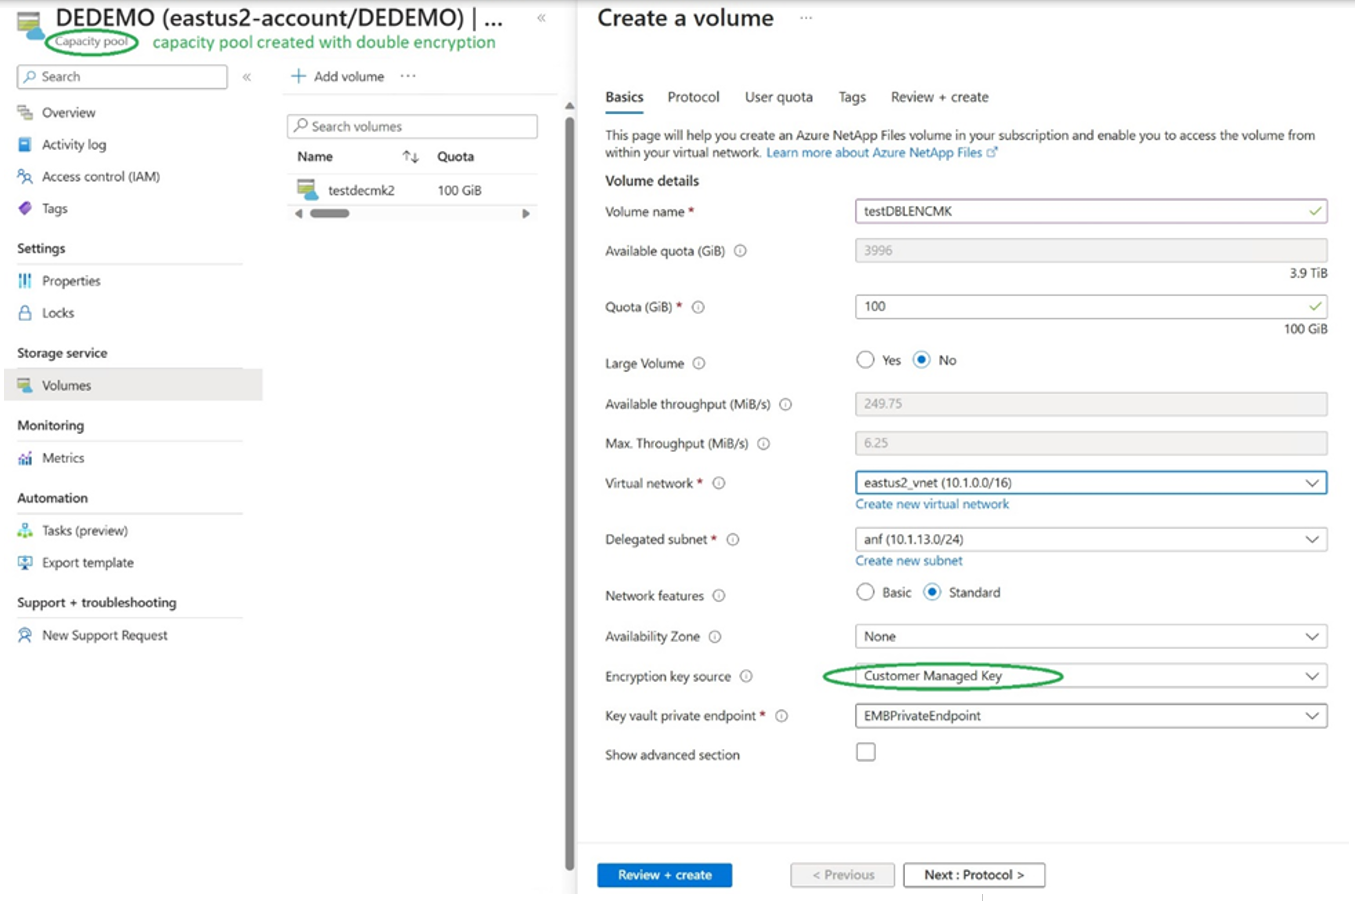 DEDEMO (eastus2-account/DEDEMO) | ...
«
Capacity pool
capacity pool created with double encryption
Search
«
Overview
Activity log
Access control (IAM)
Tags
Settings
Properties
Locks
Storage service
Volumes
Monitoring
Metrics
Automation
Tasks (preview)
Export template
Support + troubleshooting
New Support Request
+ Add volume ...
Search volumes
Name ↑↓ Quota
testdecmk2 100 GiB
Create a volume ...
Basics Protocol User quota Tags Review + create
This page will help you create an Azure NetApp Files volume in your subscription and enable you to access the volume from
within your virtual network. Learn more about Azure NetApp Files
Volume details
Volume name * testDBLENCMK
Available quota (GiB) 3996
3.9 TiB
Quota (GiB) * 100
100 GiB
Large Volume Yes No
Available throughput (MiB/s) 249.75
Max. Throughput (MiB/s) 6.25
Virtual network * eastus2_vnet (10.1.0.0/16)
Create new virtual network
Delegated subnet * anf (10.1.13.0/24)
Create new subnet
Network features Basic Standard
Availability Zone None
Encryption key source Customer Managed Key
Key vault private endpoint * EMBPrivateEndpoint
Show advanced section
Review + create < Previous Next : Protocol >